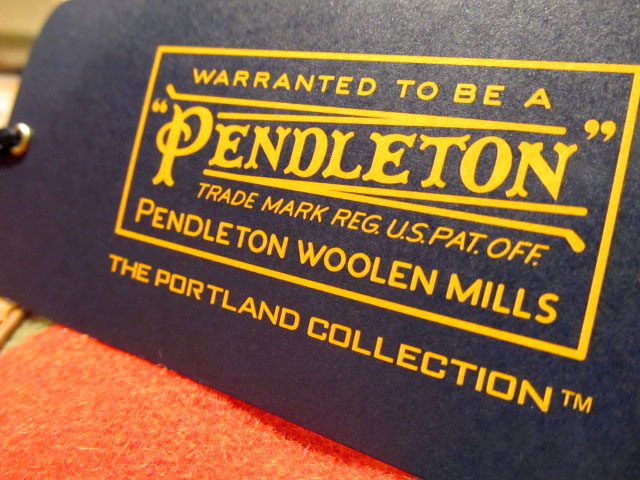 WARRANTED TO BE A
"PENDLETON"
TRADE MARK REG. U.S. PAT. OFF.
PENDLETON WOOLEN MILLS
THE PORTLAND COLLECTION™